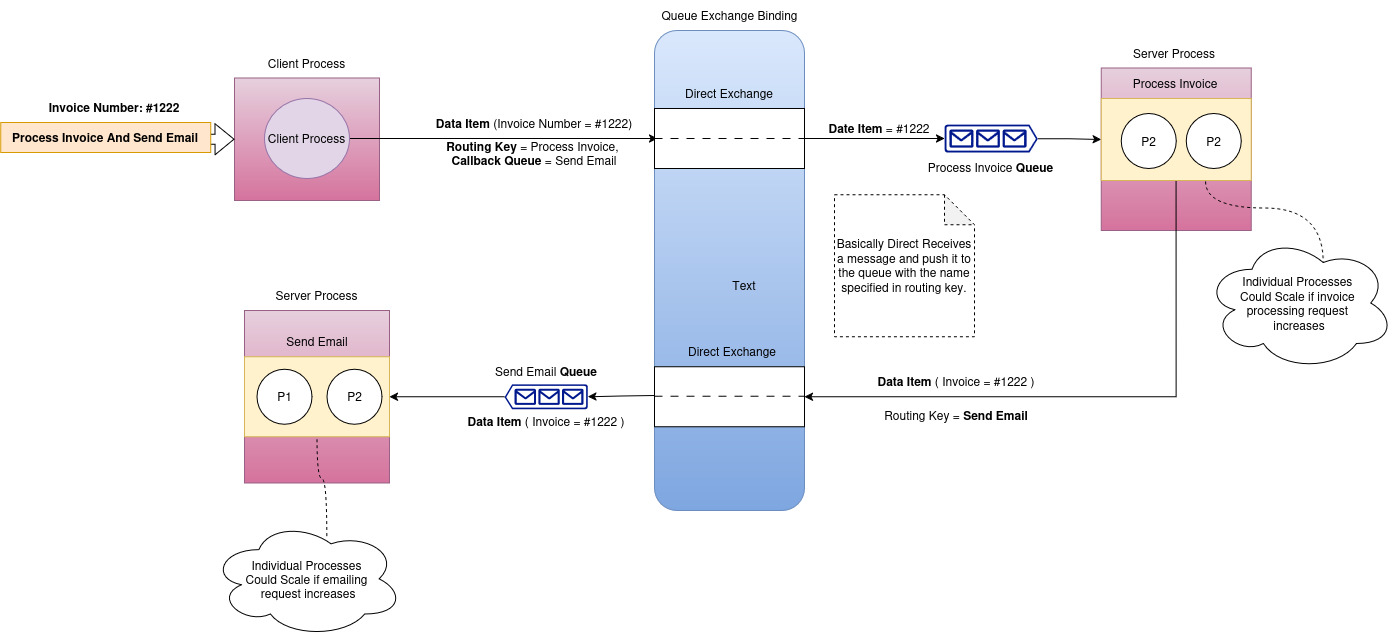 Queue Exchange Binding
Server Process
Client Process
Process Invoice
Direct Exchange
Invoice Number: #1222
Process Invoice And Send Email
Client Process
Data Item (Invoice Number = #1222)
Routing Key = Process Invoice,
Callback Queue = Send Email
Date Item = #1222
Process Invoice Queue
P2
P2
Basically Direct Receives
a message and push it to
the queue with the name
specified in routing key.
Text
Individual Processes
Could Scale if invoice
processing request
increases
Server Process
Send Email
P1
P2
Send Email Queue
Data Item ( Invoice = #1222 )
Direct Exchange
Data Item ( Invoice = #1222 )
Routing Key = Send Email
Individual Processes
Could Scale if emailing
request increases